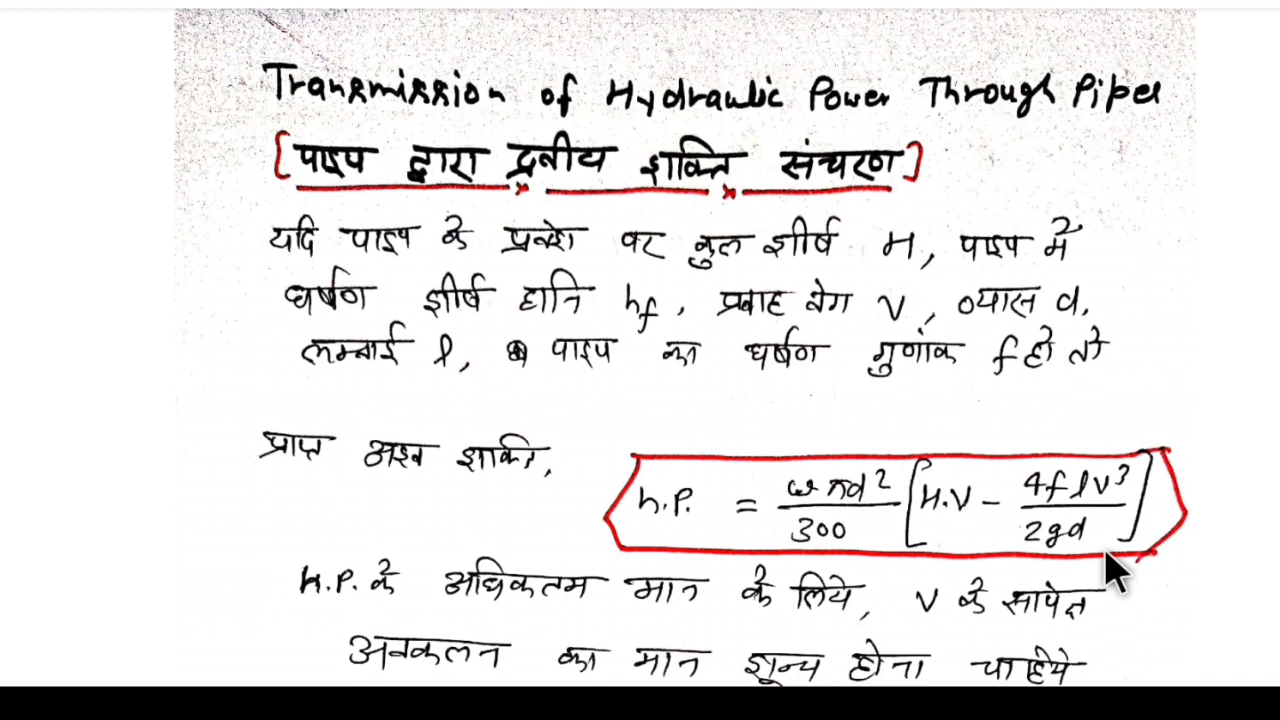 Transmission of Hydraulic Power Through Pipes
[पाइप द्वारा द्रवीय शक्ति संचरण]
यदि पाइप के प्रवेश पर कुल शीर्ष H, पाइप में
घर्षण शीर्ष हानि hf, प्रवाह वेग V, व्यास d,
लम्बाई l, पाइप का घर्षण गुणांक f हो तो
प्राप्त अश्व शक्ति,
h.P. = ωπd²/300 [H.V - 4flv³/2gd]
h.P. के अधिकतम मान के लिये, V के सापेक्ष
अवकलन का मान शून्य होना चाहीये